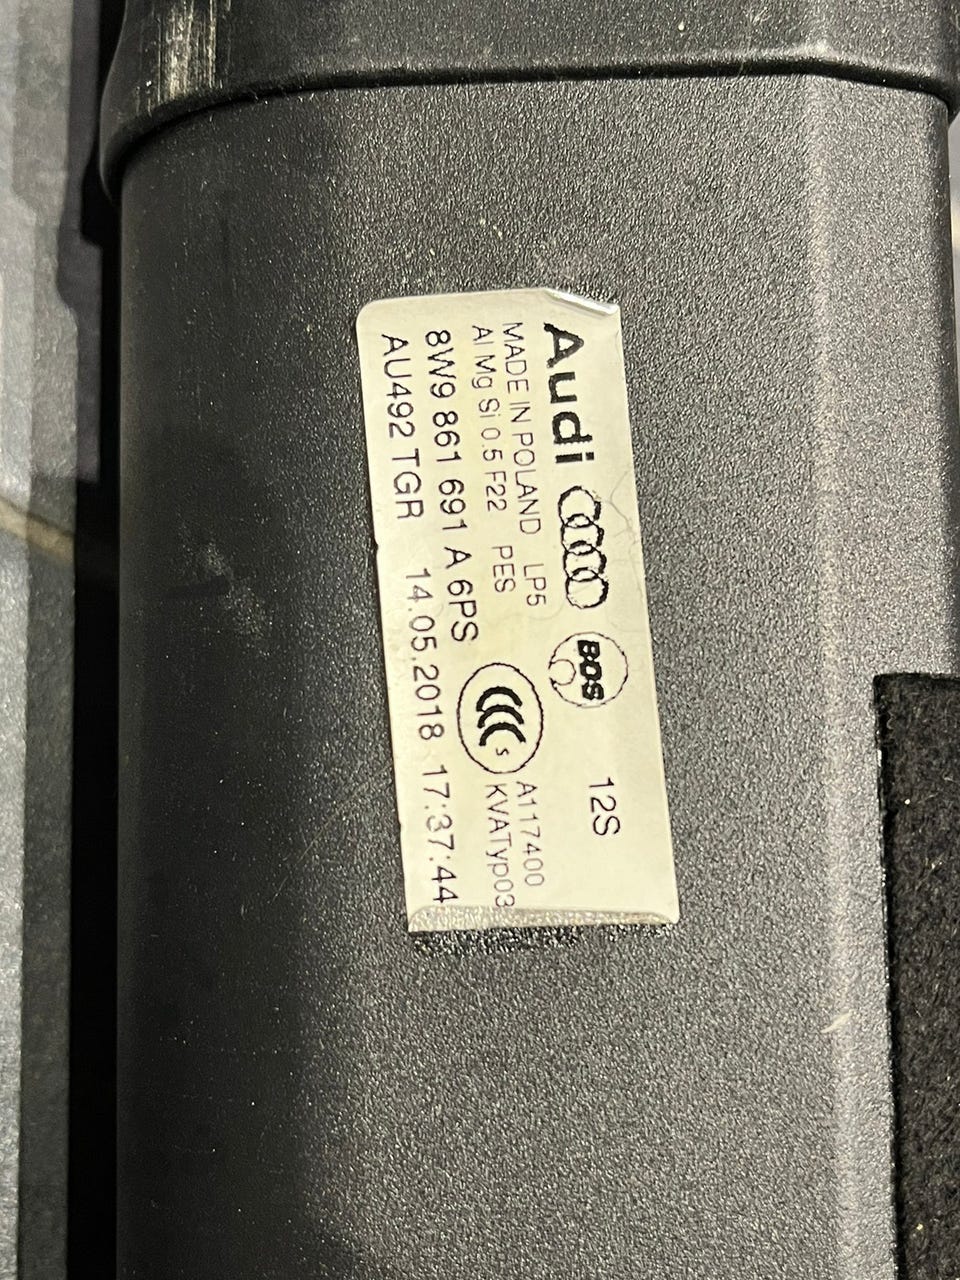 Audi BOS 12S
MADE IN POLAND LP5 A117400
Al Mg Si 0.5 F22 PES KVATyp03
8W9 861 691 A 6PS CCC S
AU492 TGR 14.05.2018 17:37:44